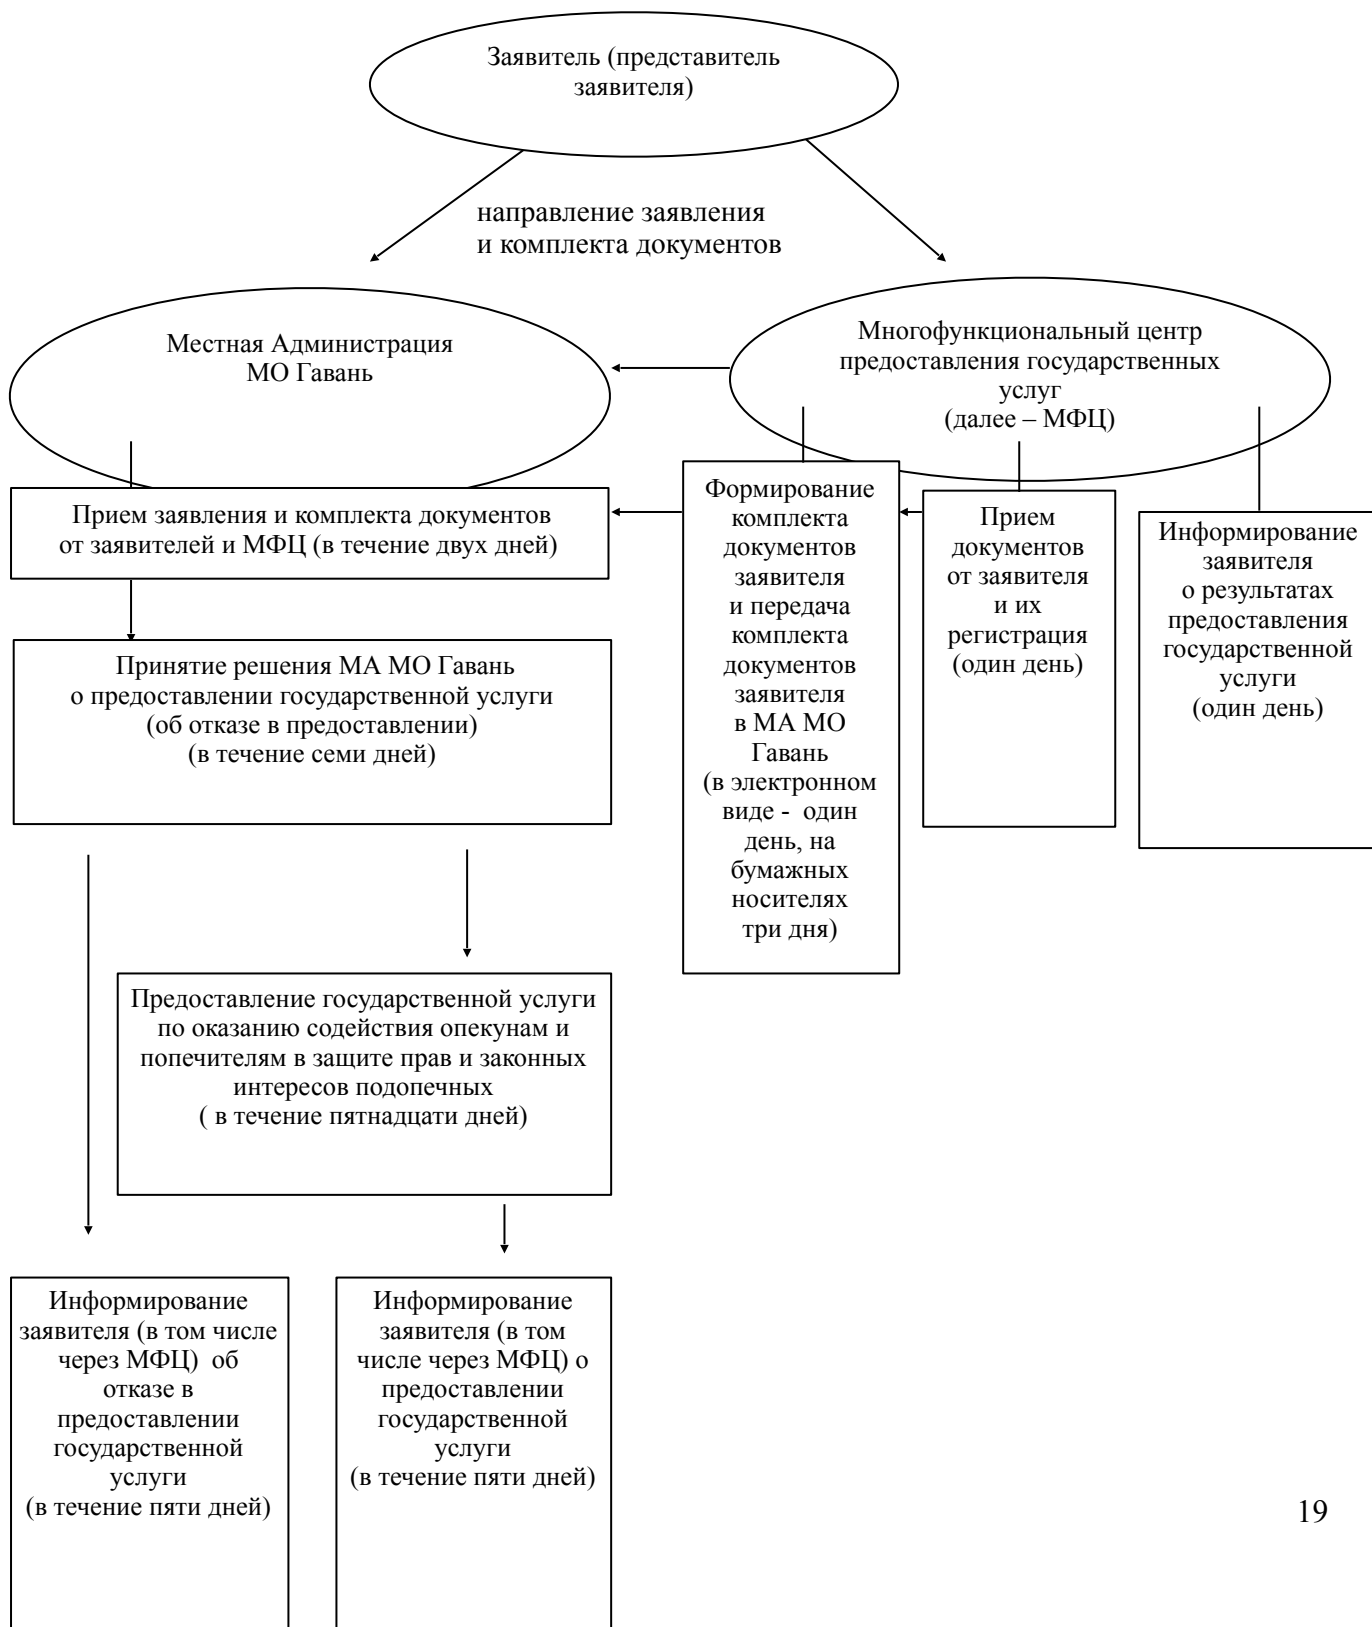 Заявитель (представитель
заявителя)
направление заявления
и комплекта документов
Местная Администрация
МО Гавань
Многофункциональный центр
предоставления государственных
услуг
(далее – МФЦ)
Прием заявления и комплекта документов
от заявителей и МФЦ (в течение двух дней)
Формирование
комплекта
документов
заявителя
и передача
комплекта
документов
заявителя
в МА МО
Гавань
(в электронном
виде - один
день, на
бумажных
носителях
три дня)
Прием
документов
от заявителя
и их
регистрация
(один день)
Информирование
заявителя
о результатах
предоставления
государственной
услуги
(один день)
Принятие решения МА МО Гавань
о предоставлении государственной услуги
(об отказе в предоставлении)
(в течение семи дней)
Предоставление государственной услуги
по оказанию содействия опекунам и
попечителям в защите прав и законных
интересов подопечных
( в течение пятнадцати дней)
Информирование
заявителя (в том числе
через МФЦ)  об
отказе в
предоставлении
государственной
услуги
(в течение пяти дней)
Информирование
заявителя (в том
числе через МФЦ) о
предоставлении
государственной
услуги
(в течение пяти дней)
19